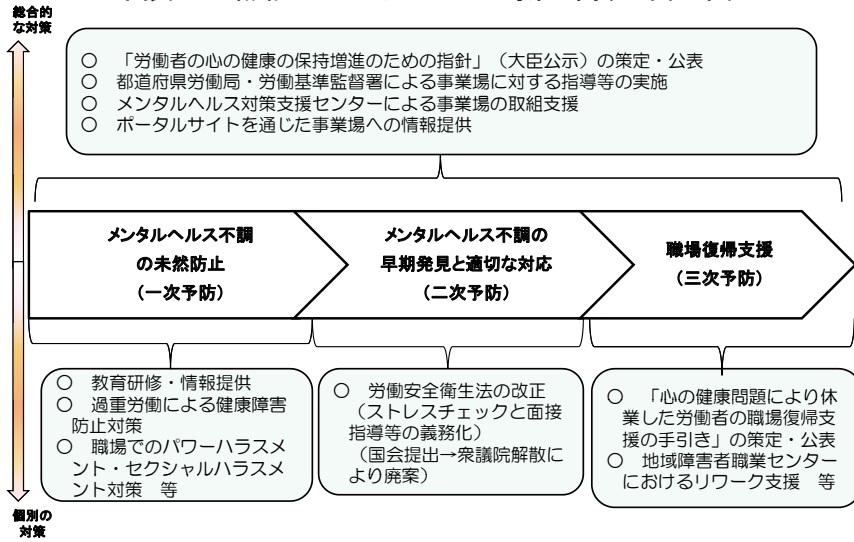 総合的
な対策
○ 「労働者の心の健康の保持増進のための指針」（大臣公示）の策定・公表
○ 都道府県労働局・労働基準監督署による事業場に対する指導等の実施
○ メンタルヘルス対策支援センターによる事業場の取組支援
○ ポータルサイトを通じた事業場への情報提供
メンタルヘルス不調
の未然防止
（一次予防）
メンタルヘルス不調の
早期発見と適切な対応
（二次予防）
職場復帰支援
（三次予防）
○ 教育研修・情報提供
○ 過重労働による健康障害
防止対策
○ 職場でのパワーハラスメ
ント・セクシャルハラスメ
ント対策 等
○ 労働安全衛生法の改正
（ストレスチェックと面接
指導等の義務化）
（国会提出→衆議院解散に
より廃案）
○ 「心の健康問題により休
業した労働者の職場復帰支
援の手引き」の策定・公表
○ 地域障害者職業センター
におけるリワーク支援 等
個別の
対策